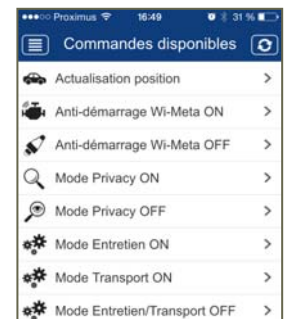 Proximus 16:49 31 %
Commandes disponibles
Actualisation position
Anti-démarrage Wi-Meta ON
Anti-démarrage Wi-Meta OFF
Mode Privacy ON
Mode Privacy OFF
Mode Entretien ON
Mode Transport ON
Mode Entretien/Transport OFF